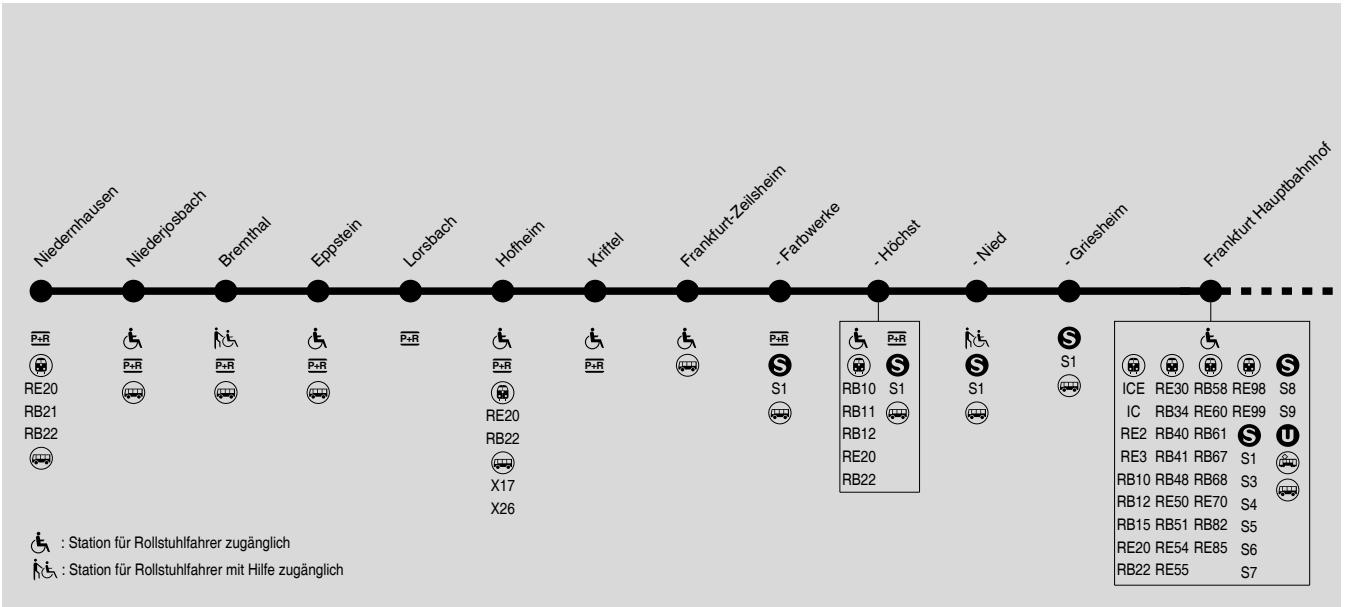 Niedernhausen
Niederjosbach
Bremthal
Eppstein
Lorsbach
Hofheim
Kriftel
Frankfurt-Zeilsheim
- Farbwerke
- Höchst
- Nied
- Griesheim
Frankfurt Hauptbahnhof
P+R
RE20
RB21
RB22
P+R
P+R
P+R
P+R
P+R
RE20
RB22
X17
X26
P+R
P+R
S
S1
P+R
S
RB10 S1
RB11
RB12
RE20
RB22
S
S1
S
S1
S
ICE RE30 RB58 RE98 S8
IC RB34 RE60 RE99 S9
RE2 RB40 RB61 S U
RE3 RB41 RB67 S1
RB10 RB48 RB68 S3
RB12 RE50 RE70 S4
RB15 RB51 RB82 S5
RE20 RE54 RE85 S6
RB22 RE55 S7
: Station für Rollstuhlfahrer zugänglich
: Station für Rollstuhlfahrer mit Hilfe zugänglich